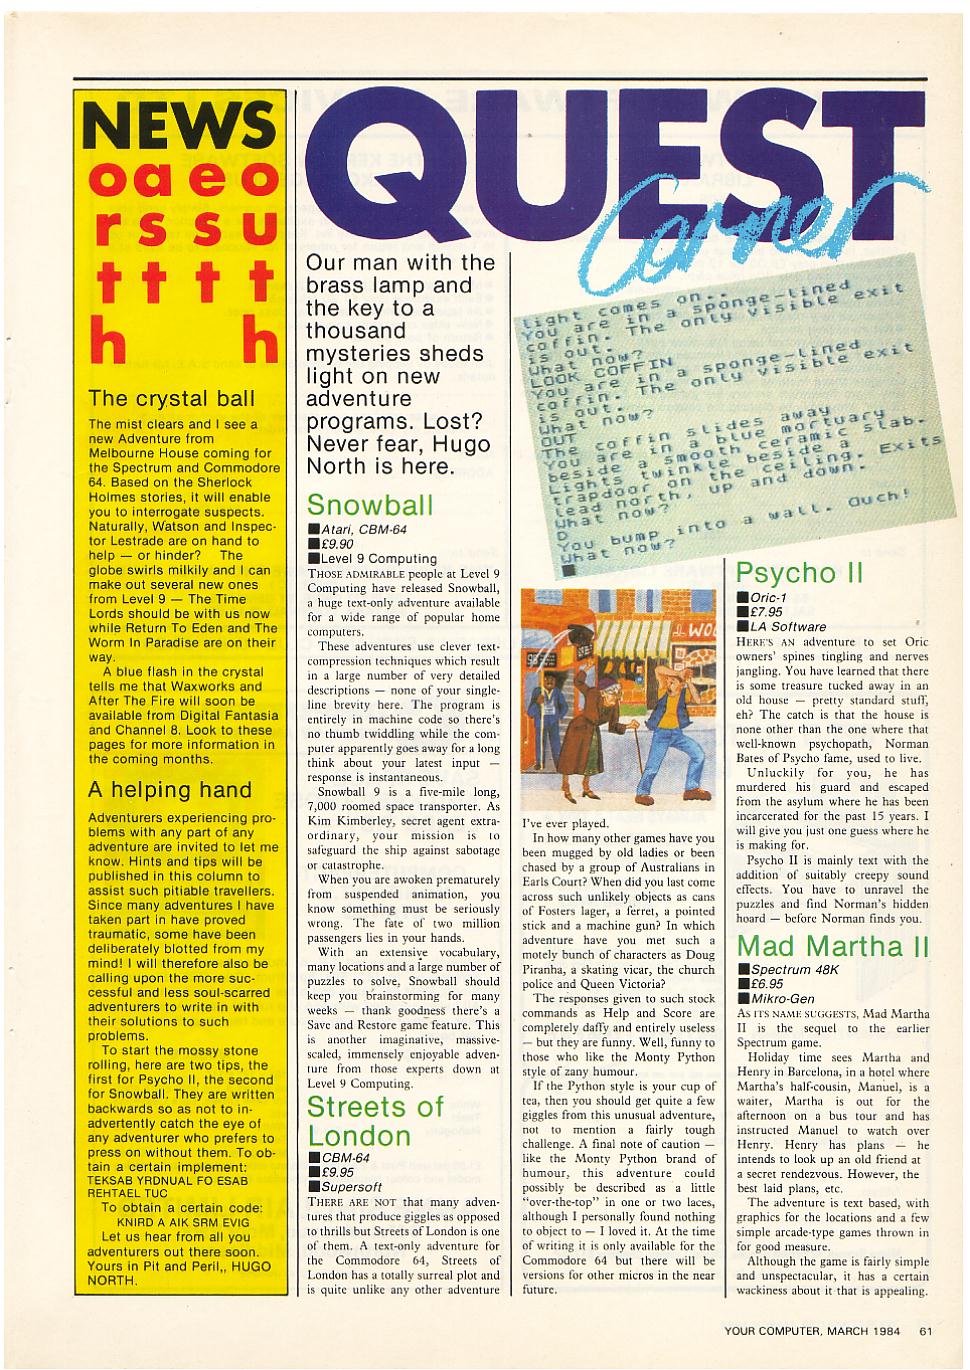 NEWS
oaeo
rssu
tttt
h h
QUEST
Corner
The crystal ball
The mist clears and I see a
new Adventure from
Melbourne House coming for
the Spectrum and Commodore
64. Based on the Sherlock
Holmes stories, it will enable
you to interrogate suspects.
Naturally, Watson and Inspec-
tor Lestrade are on hand to
help — or hinder? The
globe swirls milkily and I can
make out several new ones
from Level 9 — The Time
Lords should be with us now
while Return To Eden and The
Worm In Paradise are on their
way.
A blue flash in the crystal
tells me that Waxworks and
After The Fire will soon be
available from Digital Fantasia
and Channel 8. Look to these
pages for more information in
the coming months.
A helping hand
Adventurers experiencing pro-
blems with any part of any
adventure are invited to let me
know. Hints and tips will be
published in this column to
assist such pitiable travellers.
Since many adventures I have
taken part in have proved
traumatic, some have been
deliberately blotted from my
mind! I will therefore also be
calling upon the more suc-
cessful and less soul-scarred
adventurers to write in with
their solutions to such
problems.
To start the mossy stone
rolling, here are two tips, the
first for Psycho II, the second
for Snowball. They are written
backwards so as not to in-
advertently catch the eye of
any adventurer who prefers to
press on without them. To ob-
tain a certain implement:
TEKSAB YRDNUAL FO ESAB
REHTAEL TUC
To obtain a certain code:
KNIRD A AIK SRM EVIG
Let us hear from all you
adventurers out there soon.
Yours in Pit and Peril,, HUGO
NORTH.
Our man with the
brass lamp and
the key to a
thousand
mysteries sheds
light on new
adventure
programs. Lost?
Never fear, Hugo
North is here.
Snowball
■Atari, CBM-64
■£9.90
■Level 9 Computing
THOSE ADMIRABLE people at Level 9
Computing have released Snowball,
a huge text-only adventure available
for a wide range of popular home
computers.
These adventures use clever text-
compression techniques which result
in a large number of very detailed
descriptions — none of your single-
line brevity here. The program is
entirely in machine code so there's
no thumb twiddling while the com-
puter apparently goes away for a long
think about your latest input —
response is instantaneous.
Snowball 9 is a five-mile long,
7,000 roomed space transporter. As
Kim Kimberley, secret agent extra-
ordinary, your mission is to
safeguard the ship against sabotage
or catastrophe.
When you are awoken prematurely
from suspended animation, you
know something must be seriously
wrong. The fate of two million
passengers lies in your hands.
With an extensive vocabulary,
many locations and a large number of
puzzles to solve, Snowball should
keep you brainstorming for many
weeks — thank goodness there's a
Save and Restore game feature. This
is another imaginative, massive-
scaled, immensely enjoyable adven-
ture from those experts down at
Level 9 Computing.
Streets of
London
■CBM-64
■£9.95
■Supersoft
THERE ARE NOT that many adven-
tures that produce giggles as opposed
to thrills but Streets of London is one
of them. A text-only adventure for
the Commodore 64, Streets of
London has a totally surreal plot and
is quite unlike any other adventure
light comes on..
You are in a sponge-lined
coffin. The only visible exit
is out.
What now?
LOOK COFFIN
You are in a sponge-lined
coffin. The only visible exit
is out.
What now?
OUT
The coffin slides away
You are in a blue mortuary
beside a smooth ceramic slab.
Lights twinkle beside a
trapdoor on the ceiling. Exits
lead north, up and down.
What now?
D
You bump into a wall. Ouch!
What now?
WOO
I've ever played.
In how many other games have you
been mugged by old ladies or been
chased by a group of Australians in
Earls Court? When did you last come
across such unlikely objects as cans
of Fosters lager, a ferret, a pointed
stick and a machine gun? In which
adventure have you met such a
motely bunch of characters as Doug
Piranha, a skating vicar, the church
police and Queen Victoria?
The responses given to such stock
commands as Help and Score are
completely daffy and entirely useless
— but they are funny. Well, funny to
those who like the Monty Python
style of zany humour.
If the Python style is your cup of
tea, then you should get quite a few
giggles from this unusual adventure,
not to mention a fairly tough
challenge. A final note of caution —
like the Monty Python brand of
humour, this adventure could
possibly be described as a little
"over-the-top" in one or two laces,
although I personally found nothing
to object to — I loved it. At the time
of writing it is only available for the
Commodore 64 but there will be
versions for other micros in the near
future.
Psycho II
■Oric-1
■£7.95
■LA Software
HERE'S AN adventure to set Oric
owners' spines tingling and nerves
jangling. You have learned that there
is some treasure tucked away in an
old house — pretty standard stuff,
eh? The catch is that the house is
none other than the one where that
well-known psychopath, Norman
Bates of Psycho fame, used to live.
Unluckily for you, he has
murdered his guard and escaped
from the asylum where he has been
incarcerated for the past 15 years. I
will give you just one guess where he
is making for.
Psycho II is mainly text with the
addition of suitably creepy sound
effects. You have to unravel the
puzzles and find Norman's hidden
hoard — before Norman finds you.
Mad Martha II
■Spectrum 48K
■£6.95
■Mikro-Gen
AS ITS NAME SUGGESTS, Mad Martha
II is the sequel to the earlier
Spectrum game.
Holiday time sees Martha and
Henry in Barcelona, in a hotel where
Martha's half-cousin, Manuel, is a
waiter, Martha is out for the
afternoon on a bus tour and has
instructed Manuel to watch over
Henry. Henry has plans — he
intends to look up an old friend at
a secret rendezvous. However, the
best laid plans, etc.
The adventure is text based, with
graphics for the locations and a few
simple arcade-type games thrown in
for good measure.
Although the game is fairly simple
and unspectacular, it has a certain
wackiness about it that is appealing.
YOUR COMPUTER, MARCH 1984 61